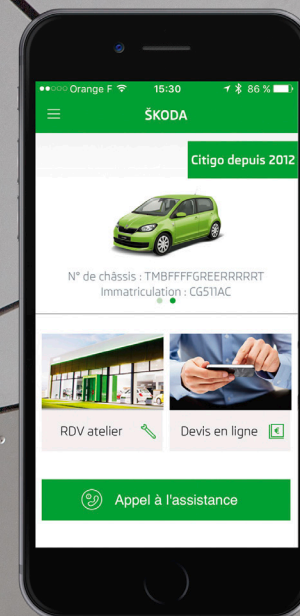 Orange F 15:30 86 %
ŠKODA
Citigo depuis 2012
N° de châssis : TMBFFFFGREERRRRRT
Immatriculation : CG511AC
RDV atelier
Devis en ligne €
Appel à l'assistance